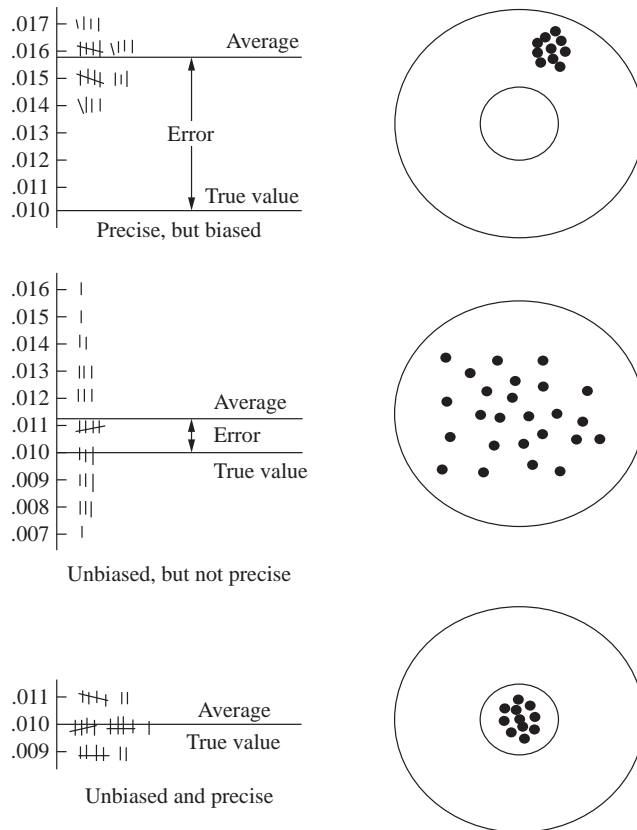 .017
.016
Average
.015
.014
.013
Error
.012
.011
True value
.010
Precise, but biased
.016
.015
.014
.013
.012
Average
.011
Error
.010
True value
.009
.008
.007
Unbiased, but not precise
.011
Average
.010
True value
.009
Unbiased and precise